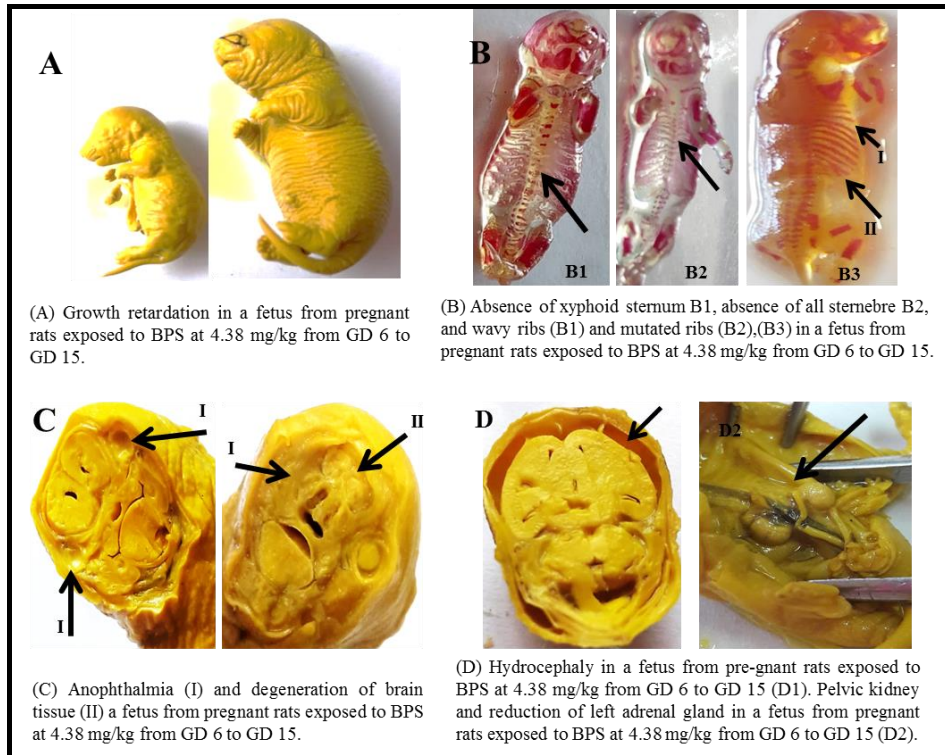 A
B
I
II
B1
B2
B3
(A) Growth retardation in a fetus from pregnant
rats exposed to BPS at 4.38 mg/kg from GD 6 to
GD 15.
(B) Absence of xyphoid sternum B1, absence of all sternebre B2,
and wavy ribs (B1) and mutated ribs (B2),(B3) in a fetus from
pregnant rats exposed to BPS at 4.38 mg/kg from GD 6 to GD 15.
C
I
I
I
II
D
D2
(C) Anophthalmia (I) and degeneration of brain
tissue (II) a fetus from pregnant rats exposed to BPS
at 4.38 mg/kg from GD 6 to GD 15.
(D) Hydrocephaly in a fetus from pre-gnant rats exposed to
BPS at 4.38 mg/kg from GD 6 to GD 15 (D1). Pelvic kidney
and reduction of left adrenal gland in a fetus from pregnant
rats exposed to BPS at 4.38 mg/kg from GD 6 to GD 15 (D2).